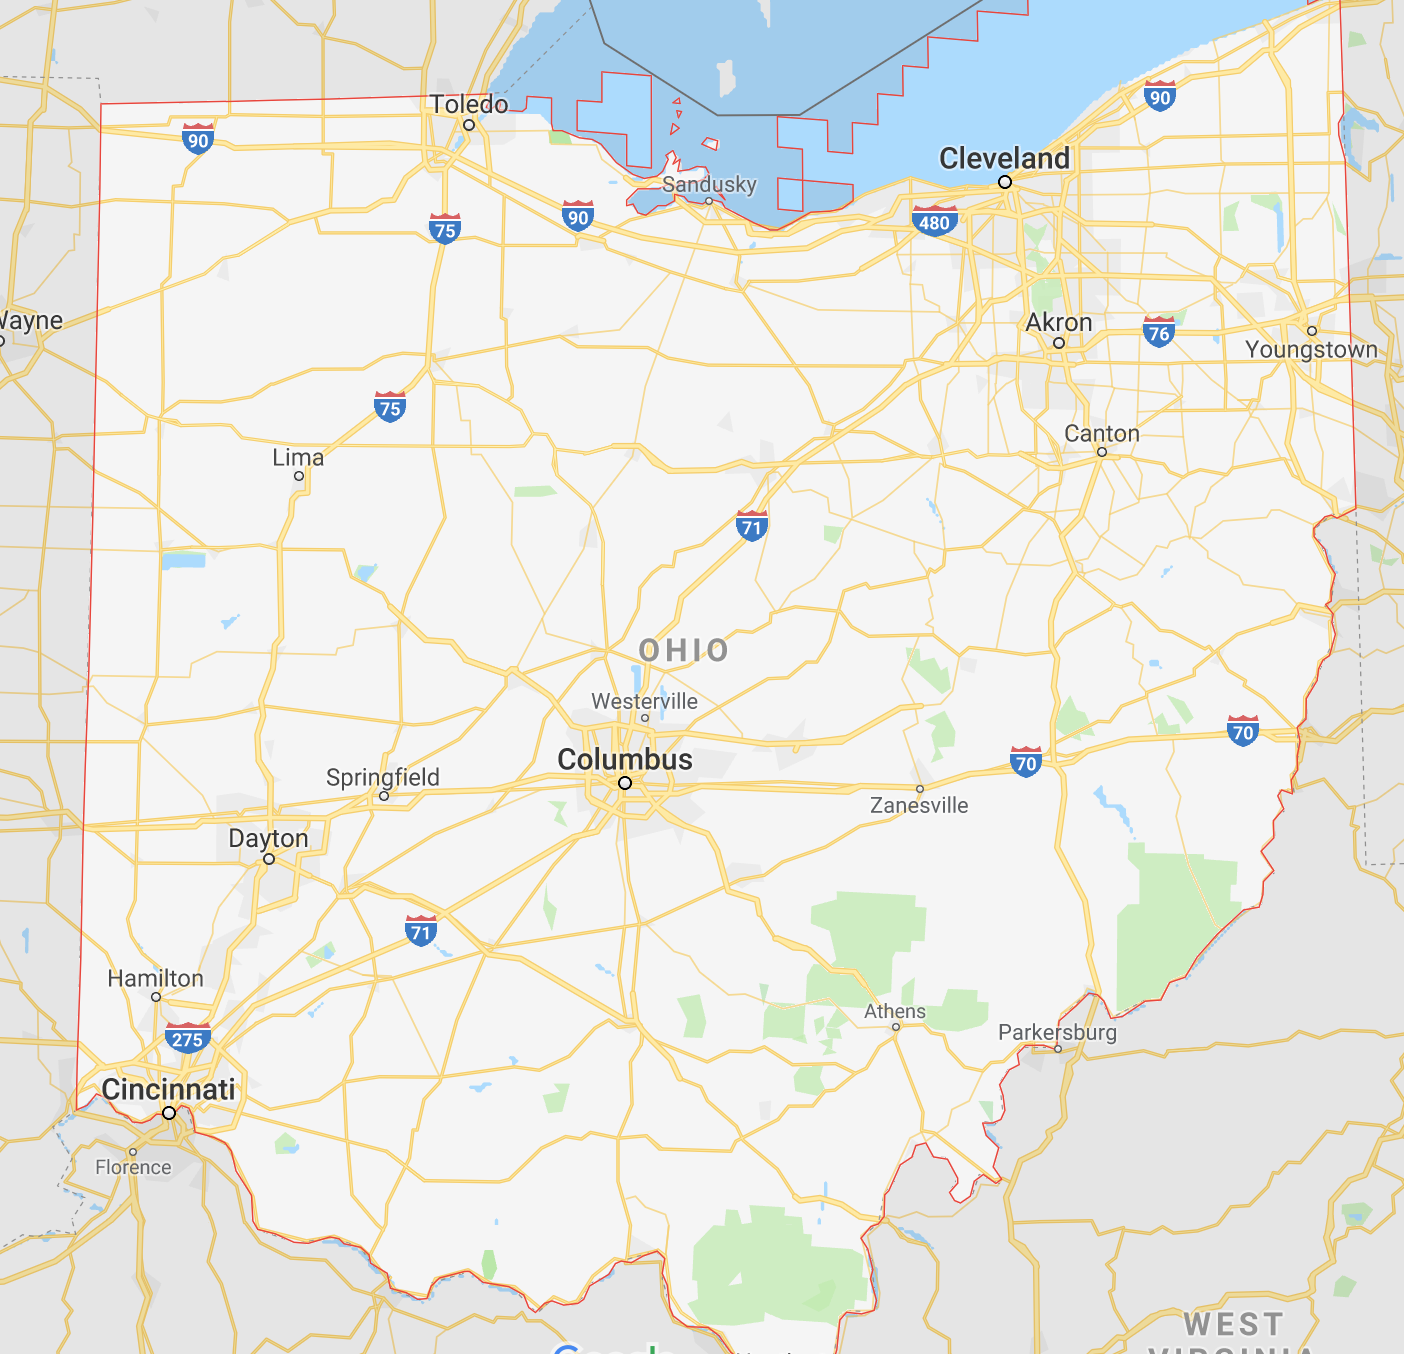 Toledo
90
90
Cleveland
Sandusky
90
480
75
Wayne
Akron
76
Youngstown
75
Canton
Lima
71
OHIO
Westerville
70
Columbus
70
Springfield
Zanesville
Dayton
71
Hamilton
Athens
Parkersburg
275
Cincinnati
Florence
WEST
VIRGINIA
Google